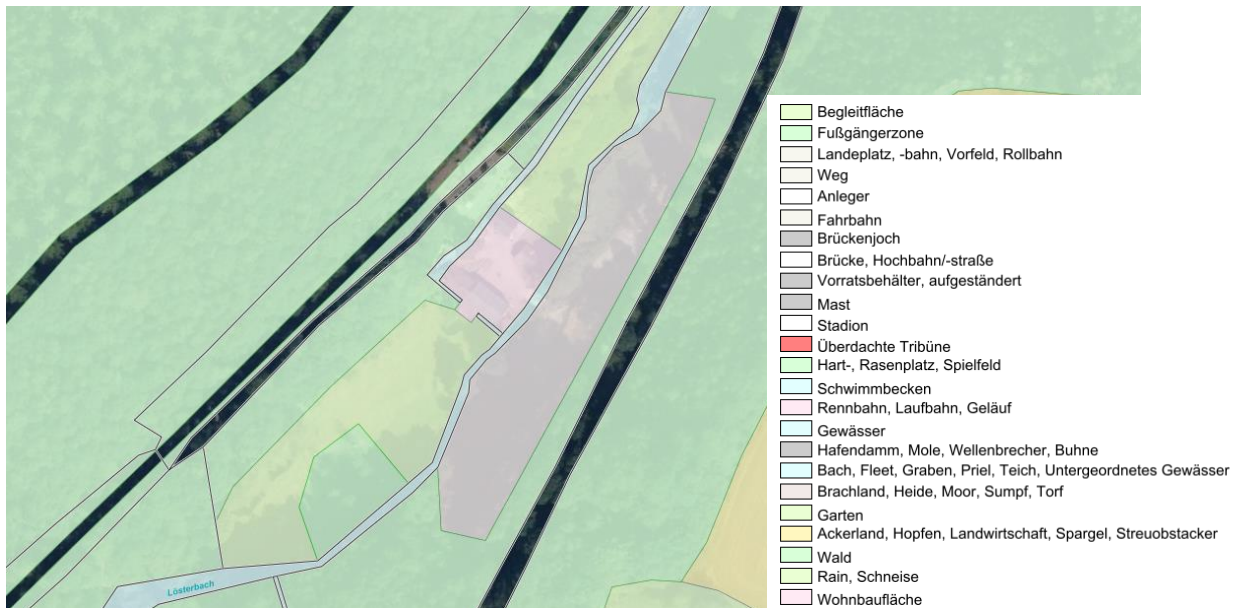 Begleitfläche
Fußgängerzone
Landeplatz, -bahn, Vorfeld, Rollbahn
Weg
Anleger
Fahrbahn
Brückenjoch
Brücke, Hochbahn/-straße
Vorratsbehälter, aufgeständert
Mast
Stadion
Überdachte Tribüne
Hart-, Rasenplatz, Spielfeld
Schwimmbecken
Rennbahn, Laufbahn, Geläuf
Gewässer
Hafendamm, Mole, Wellenbrecher, Buhne
Bach, Fleet, Graben, Priel, Teich, Untergeordnetes Gewässer
Brachland, Heide, Moor, Sumpf, Torf
Garten
Ackerland, Hopfen, Landwirtschaft, Spargel, Streuobstacker
Wald
Rain, Schneise
Wohnbaufläche
Lösterbach